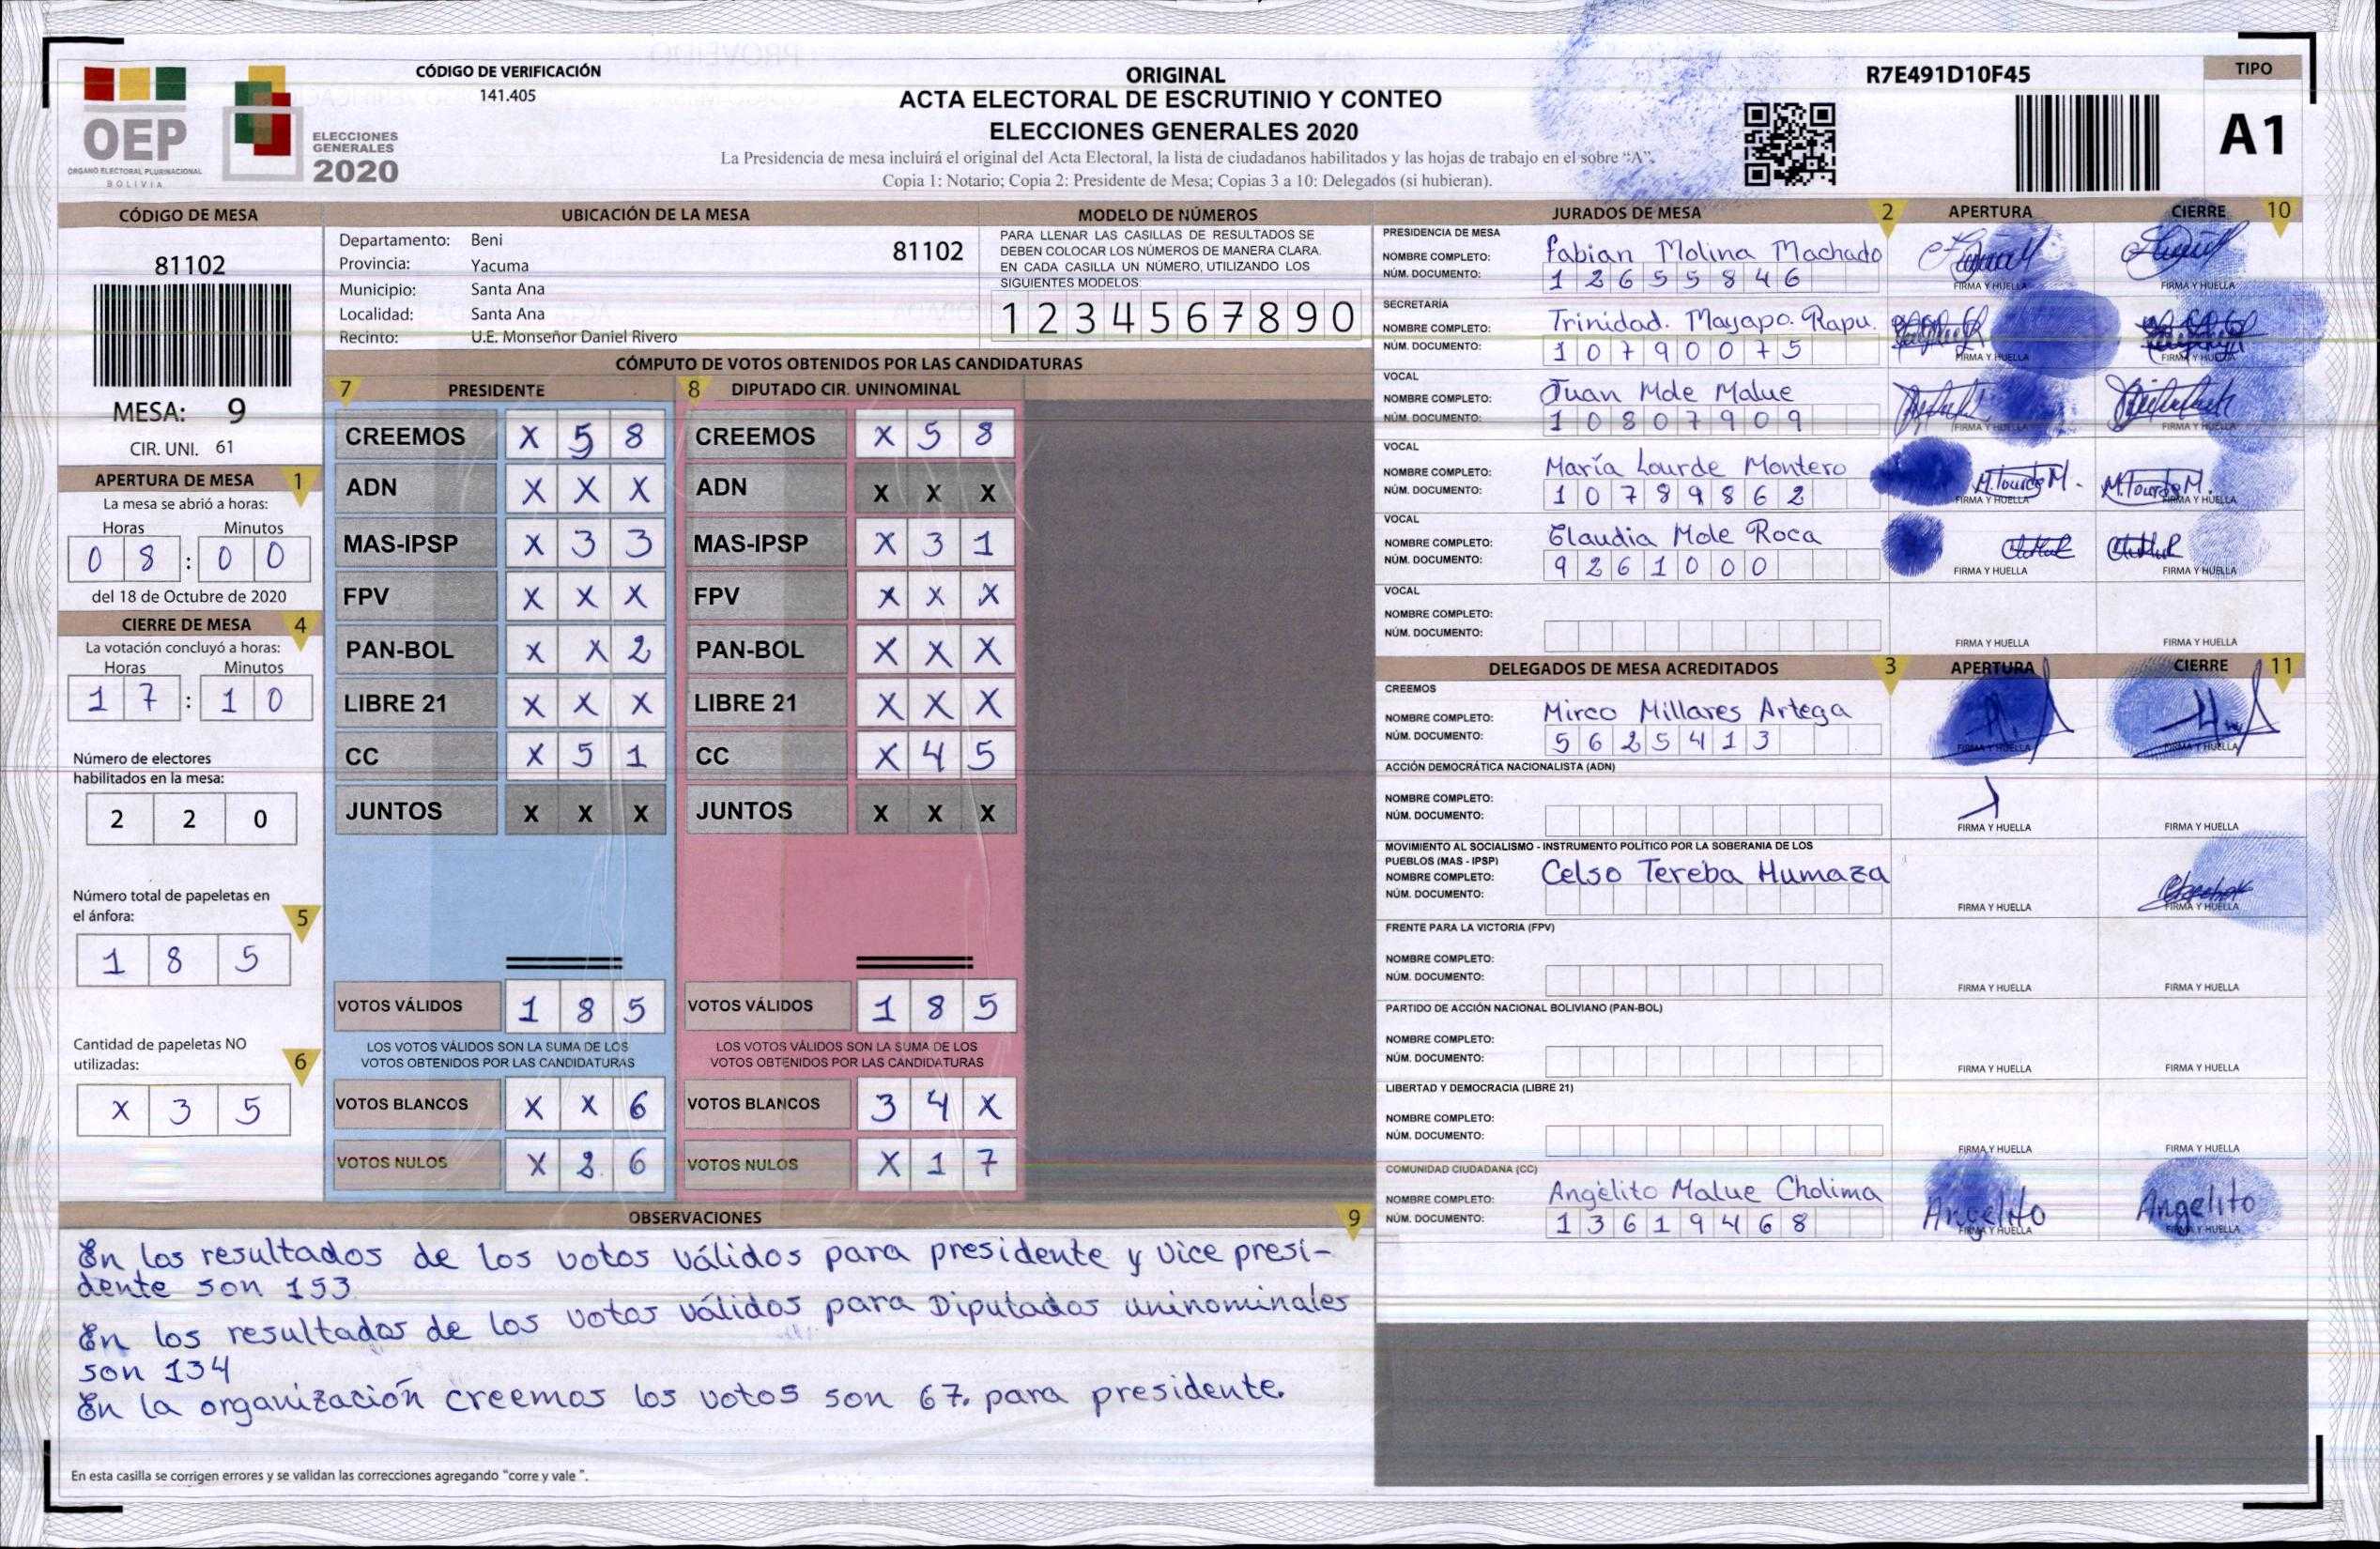 CÓDIGO DE VERIFICACIÓN
141.405
OEP
ÓRGANO ELECTORAL PLURINACIONAL
BOLIVIA
ELECCIONES
GENERALES
2020
ORIGINAL
ACTA ELECTORAL DE ESCRUTINIO Y CONTEO
ELECCIONES GENERALES 2020
La Presidencia de mesa incluirá el original del Acta Electoral, la lista de ciudadanos habilitados y las hojas de trabajo en el sobre “A”.
Copia 1: Notario; Copia 2: Presidente de Mesa; Copias 3 a 10: Delegados (si hubieran).
R7E491D10F45
TIPO
A1
CÓDIGO DE MESA
81102
MESA: 9
CIR. UNI. 61
APERTURA DE MESA 1
La mesa se abrió a horas:
Horas Minutos
0 8 : 0 0
del 18 de Octubre de 2020
CIERRE DE MESA 4
La votación concluyó a horas:
Horas Minutos
1 7 : 1 0
Número de electores
habilitados en la mesa:
2 2 0
Número total de papeletas en
el ánfora: 5
1 8 5
Cantidad de papeletas NO
utilizadas: 6
X 3 5
UBICACIÓN DE LA MESA
Departamento: Beni 81102
Provincia: Yacuma
Municipio: Santa Ana
Localidad: Santa Ana
Recinto: U.E. Monseñor Daniel Rivero
MODELO DE NÚMEROS
PARA LLENAR LAS CASILLAS DE RESULTADOS SE
DEBEN COLOCAR LOS NÚMEROS DE MANERA CLARA.
EN CADA CASILLA UN NÚMERO, UTILIZANDO LOS
SIGUIENTES MODELOS:
1 2 3 4 5 6 7 8 9 0
CÓMPUTO DE VOTOS OBTENIDOS POR LAS CANDIDATURAS
7 PRESIDENTE 8 DIPUTADO CIR. UNINOMINAL
CREEMOS X 5 8 CREEMOS X 5 8
ADN X X X ADN X X X
MAS-IPSP X 3 3 MAS-IPSP X 3 1
FPV X X X FPV X X X
PAN-BOL X X 2 PAN-BOL X X X
LIBRE 21 X X X LIBRE 21 X X X
CC X 5 1 CC X 4 5
JUNTOS X X X JUNTOS X X X
VOTOS VÁLIDOS 1 8 5 VOTOS VÁLIDOS 1 8 5
LOS VOTOS VÁLIDOS SON LA SUMA DE LOS LOS VOTOS VÁLIDOS SON LA SUMA DE LOS
VOTOS OBTENIDOS POR LAS CANDIDATURAS VOTOS OBTENIDOS POR LAS CANDIDATURAS
VOTOS BLANCOS X X 6 VOTOS BLANCOS 3 4 X
VOTOS NULOS X 2 6 VOTOS NULOS X 1 7
OBSERVACIONES 9
En los resultados de los votos válidos para presidente y vice presi-
dente son 153
En los resultados de los votos válidos para Diputados uninominales
son 134
En la organización creemos los votos son 67. para presidente.
En esta casilla se corrigen errores y se validan las correcciones agregando “corre y vale ”.
JURADOS DE MESA 2 APERTURA CIERRE 10
PRESIDENCIA DE MESA
NOMBRE COMPLETO: Fabian Molina Machado
NÚM. DOCUMENTO: 1 2 6 5 5 8 4 6
FIRMA Y HUELLA FIRMA Y HUELLA
SECRETARÍA
NOMBRE COMPLETO: Trinidad. Mayapo. Rapu.
NÚM. DOCUMENTO: 1 0 7 9 0 0 7 5
FIRMA Y HUELLA FIRMA Y HUELLA
VOCAL
NOMBRE COMPLETO: Juan Mole Malue
NÚM. DOCUMENTO: 1 0 8 0 7 9 0 9
FIRMA Y HUELLA FIRMA Y HUELLA
VOCAL
NOMBRE COMPLETO: María Lourde Montero
NÚM. DOCUMENTO: 1 0 7 8 9 8 6 2
M. Lourde M. M. Lourde M.
FIRMA Y HUELLA FIRMA Y HUELLA
VOCAL
NOMBRE COMPLETO: Claudia Mole Roca
NÚM. DOCUMENTO: 9 2 6 1 0 0 0
FIRMA Y HUELLA FIRMA Y HUELLA
VOCAL
NOMBRE COMPLETO:
NÚM. DOCUMENTO:
FIRMA Y HUELLA FIRMA Y HUELLA
DELEGADOS DE MESA ACREDITADOS 3 APERTURA CIERRE 11
CREEMOS
NOMBRE COMPLETO: Mirco Millares Artega
NÚM. DOCUMENTO: 5 6 2 5 4 1 3
FIRMA Y HUELLA FIRMA Y HUELLA
ACCIÓN DEMOCRÁTICA NACIONALISTA (ADN)
NOMBRE COMPLETO:
NÚM. DOCUMENTO:
FIRMA Y HUELLA FIRMA Y HUELLA
MOVIMIENTO AL SOCIALISMO - INSTRUMENTO POLÍTICO POR LA SOBERANIA DE LOS
PUEBLOS (MAS - IPSP)
NOMBRE COMPLETO: Celso Tereba Humaza
NÚM. DOCUMENTO:
FIRMA Y HUELLA FIRMA Y HUELLA
FRENTE PARA LA VICTORIA (FPV)
NOMBRE COMPLETO:
NÚM. DOCUMENTO:
FIRMA Y HUELLA FIRMA Y HUELLA
PARTIDO DE ACCIÓN NACIONAL BOLIVIANO (PAN-BOL)
NOMBRE COMPLETO:
NÚM. DOCUMENTO:
FIRMA Y HUELLA FIRMA Y HUELLA
LIBERTAD Y DEMOCRACIA (LIBRE 21)
NOMBRE COMPLETO:
NÚM. DOCUMENTO:
FIRMA Y HUELLA FIRMA Y HUELLA
COMUNIDAD CIUDADANA (CC)
NOMBRE COMPLETO: Angelito Malue Cholima
NÚM. DOCUMENTO: 1 3 6 1 9 4 6 8
Angelito Angelito
FIRMA Y HUELLA FIRMA Y HUELLA